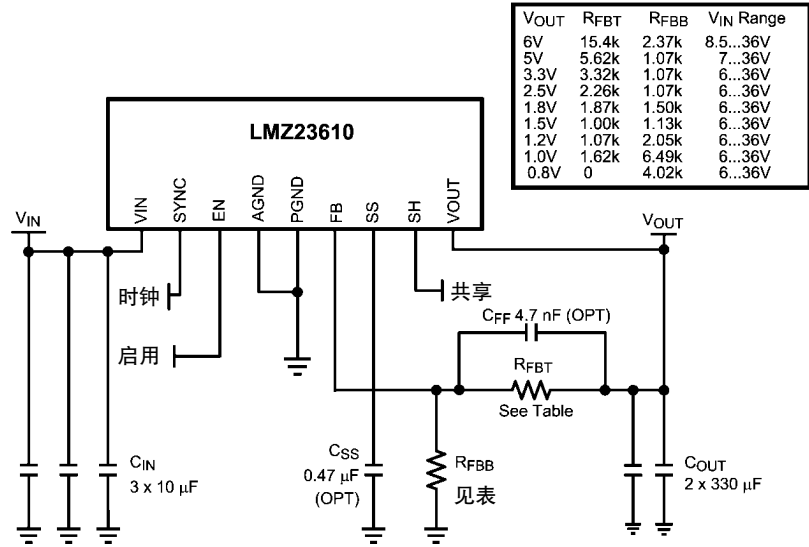 VOUT RFBT RFBB VIN Range
6V 15.4k 2.37k 8.5...36V
5V 5.62k 1.07k 7...36V
3.3V 3.32k 1.07k 6...36V
2.5V 2.26k 1.07k 6...36V
1.8V 1.87k 1.50k 6...36V
1.5V 1.00k 1.13k 6...36V
1.2V 1.07k 2.05k 6...36V
1.0V 1.62k 6.49k 6...36V
0.8V 0 4.02k 6...36V
LMZ23610
VIN
SYNC
EN
AGND
PGND
FB
SS
SH
VOUT
VIN
VOUT
时钟
共享
启用
CFF 4.7 nF (OPT)
RFBT
See Table
CIN
3 x 10 μF
CSS
0.47 μF
(OPT)
RFBB
见表
COUT
2 x 330 μF